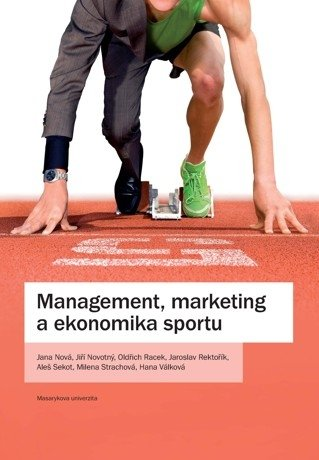 Management, marketing
a ekonomika sportu
Jana Nová, Jiří Novotný, Oldřich Racek, Jaroslav Rektořík,
Aleš Sekot, Milena Strachová, Hana Válková
Masarykova univerzita